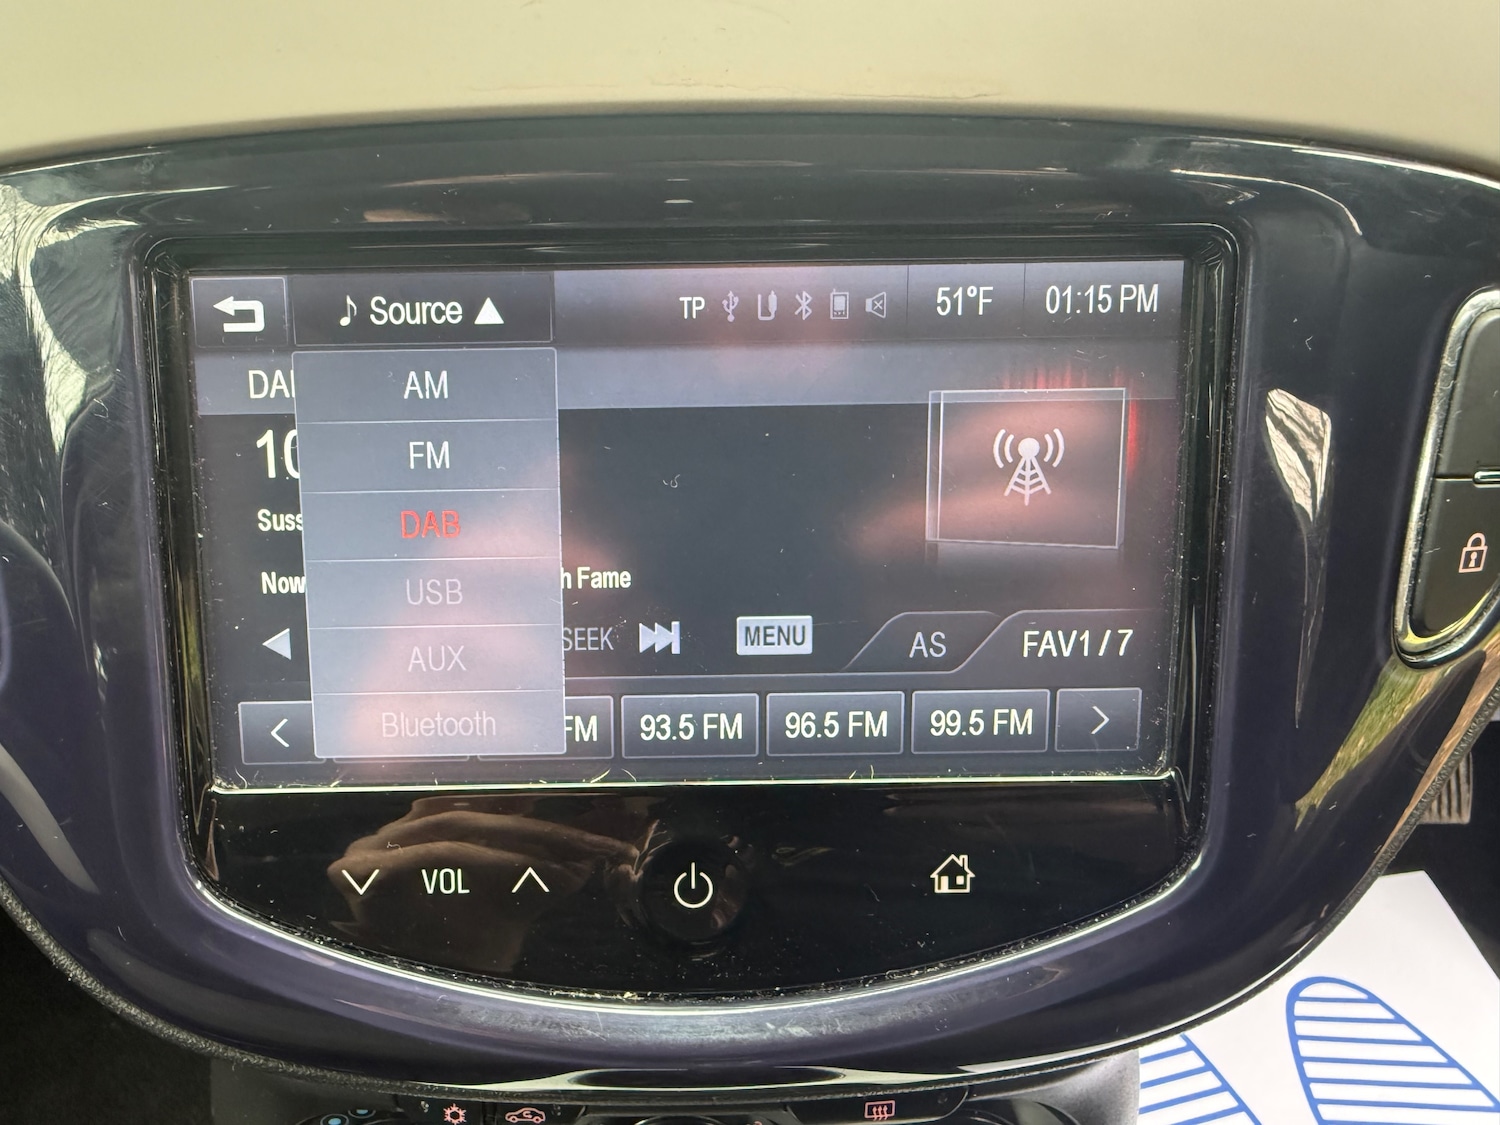 Source
TP 51°F 01:15 PM
AM
FM
DAB
USB
AUX
Bluetooth
DA
10
Suss
Now
h Fame
SEEK MENU AS FAV1/7
FM 93.5 FM 96.5 FM 99.5 FM
VOL